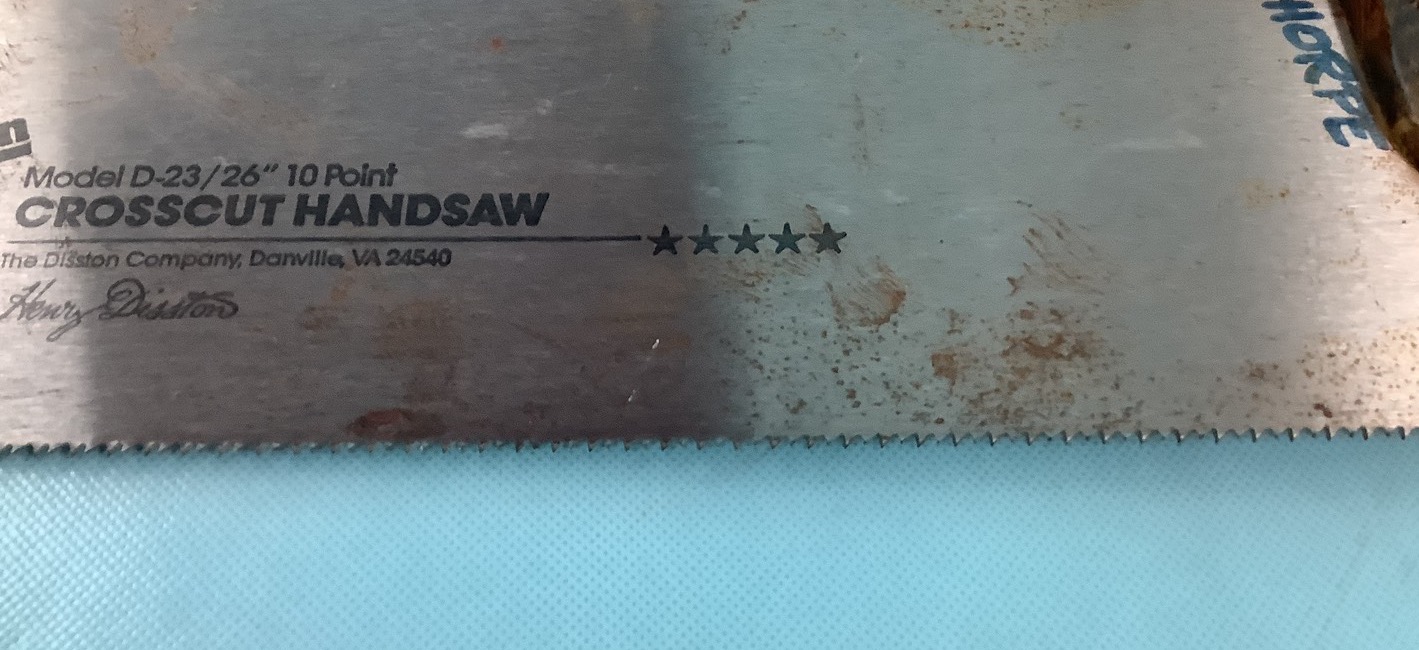 Model D-23/26" 10 Point
CROSSCUT HANDSAW
The Disston Company, Danville, VA 24540
Henry Disston